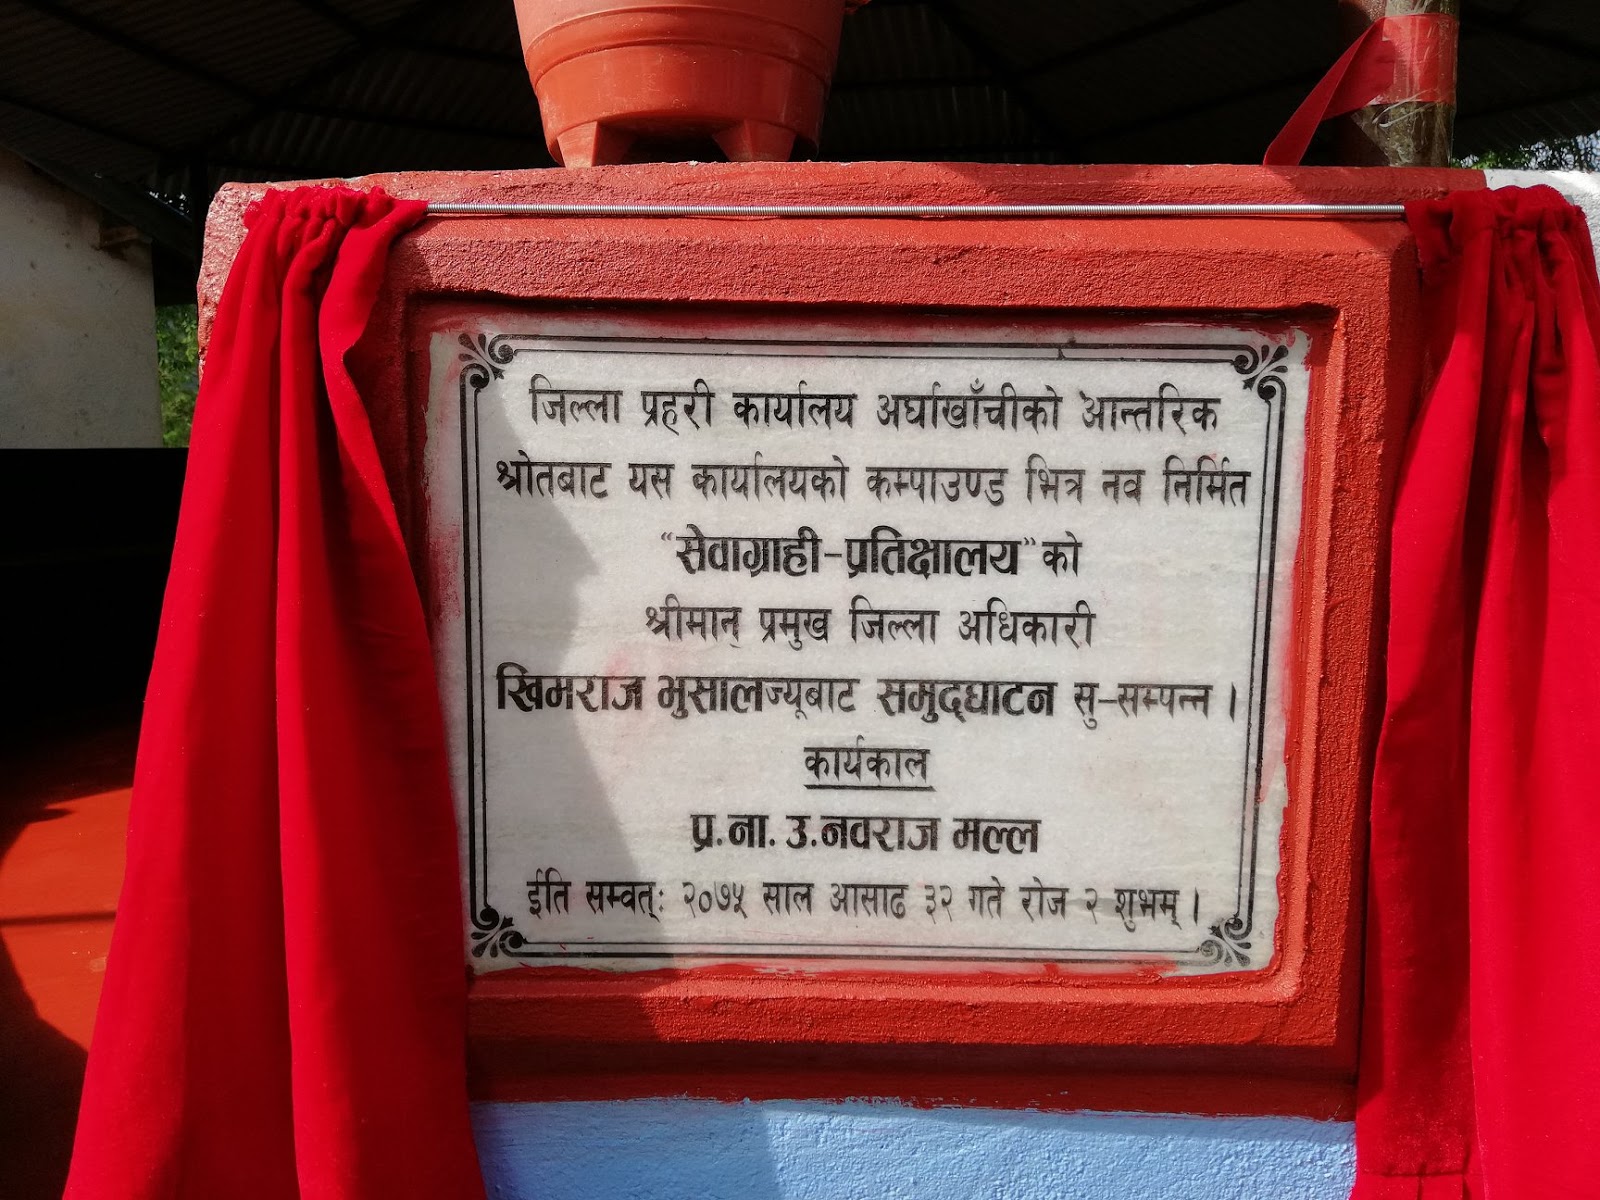 जिल्ला प्रहरी कार्यालय अर्घाखाँचीको आन्तरिक
श्रोतबाट यस कार्यालयको कम्पाउण्ड भित्र नव निर्मित
“सेवाग्राही-प्रतिक्षालय” को
श्रीमान् प्रमुख जिल्ला अधिकारी
खिमराज भुसालज्यूबाट समुद्घाटन सु-सम्पन्न ।
कार्यकाल
प्र.ना. उ.नवराज मल्ल
ईति सम्वत्: २०७५ साल आसाढ ३२ गते रोज २ शुभम् ।